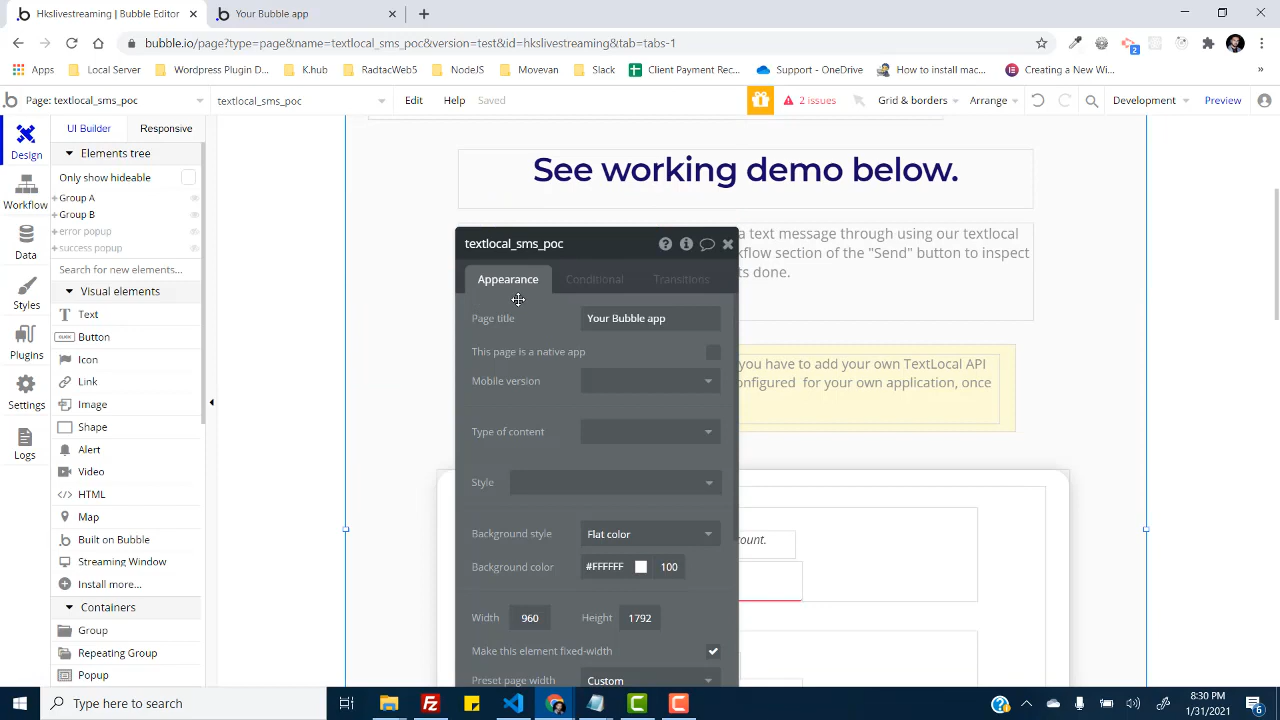 Hkslivestreaming | Bubble Editor
Your Bubble app
bubble.io/page?type=page&name=textlocal_sms_poc&version=test&id=hkslivestreaming&tab=tabs-1
Apps
Local Server
Wordpress Plugin D...
K.hub
RadtacWeb5
Movevan
Slack
Client Payment Rec...
Support - OneDrive
How to install mac...
Creating a New Wi...
»
Page: textlocal_sms_poc
textlocal_sms_poc
Edit
Help
Saved
2 issues
Grid & borders
Arrange
Development
Preview
Design
Workflow
Data
Styles
Plugins
Settings
Logs
UI Builder
Responsive
Elements tree
Only show hideable
Group A
Group B
error popup
success popup
Search for new elements...
Visual elements
Text
CLICK
Button
Icon
Link
Image
Shape
Alert
Video
HTML
Map
Built on Bubble
Streaming Window
Install more...
Containers
Group
Repeating Group
Popup
See working demo below.
a text message through using our textlocal
kflow section of the "Send" button to inspect
ts done.
you have to add your own TextLocal API
onfigured for your own application, once
ount.
textlocal_sms_poc
Appearance
Conditional
Transitions
Page title
Your Bubble app
This page is a native app
Mobile version
Type of content
Style
Background style
Flat color
Background color
#FFFFFF
100
Width
960
Height
1792
Make this element fixed-width
Preset page width
Custom
Type here to search
8:30 PM
1/31/2021
6